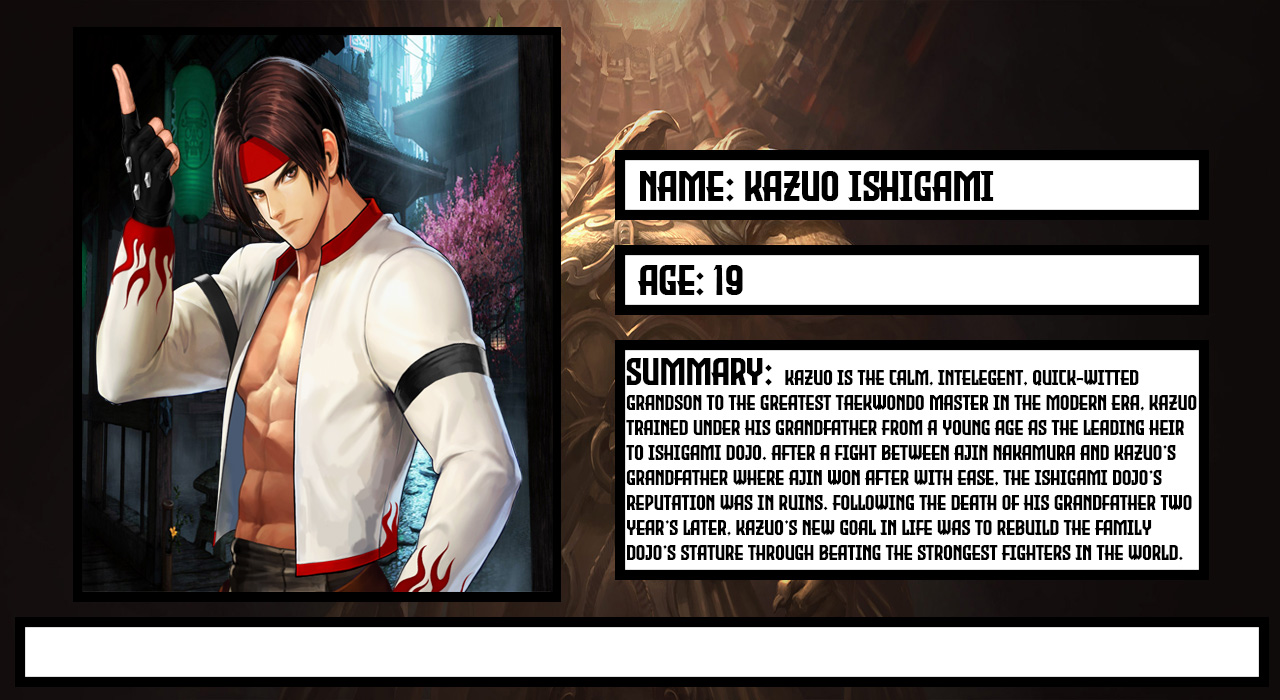 NAME: KAZUO ISHIGAMI
AGE: 19
SUMMARY: KAZUO IS THE CALM, INTELEGENT, QUICK-WITTED
GRANDSON TO THE GREATEST TAEKWONDO MASTER IN THE MODERN ERA. KAZUO
TRAINED UNDER HIS GRANDFATHER FROM A YOUNG AGE AS THE LEADING HEIR
TO ISHIGAMI DOJO. AFTER A FIGHT BETWEEN AJIN NAKAMURA AND KAZUO'S
GRANDFATHER WHERE AJIN WON AFTER WITH EASE, THE ISHIGAMI DOJO'S
REPUTATION WAS IN RUINS. FOLLOWING THE DEATH OF HIS GRANDFATHER TWO
YEAR'S LATER, KAZUO'S NEW GOAL IN LIFE WAS TO REBUILD THE FAMILY
DOJO'S STATURE THROUGH BEATING THE STRONGEST FIGHTERS IN THE WORLD.